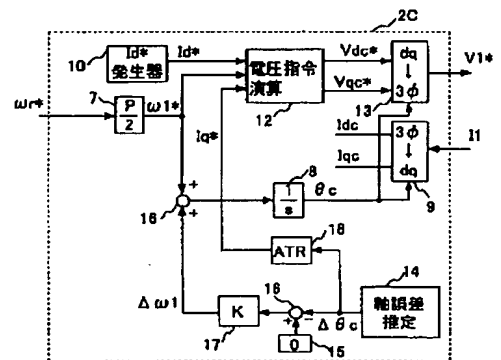 2C
10
Id*
発生器
Id*
電圧指令
演算
12
Vdc*
Vqc*
dq
↓
3φ
13
V1*
ωr*
7
P
2
ω1*
Iq*
Idc
Iqc
3φ
↓
dq
9
I1
+
+
16
8
1
s
θc
ATR
18
14
軸誤差
推定
Δω1
K
17
16
+
−
Δθc
0
15